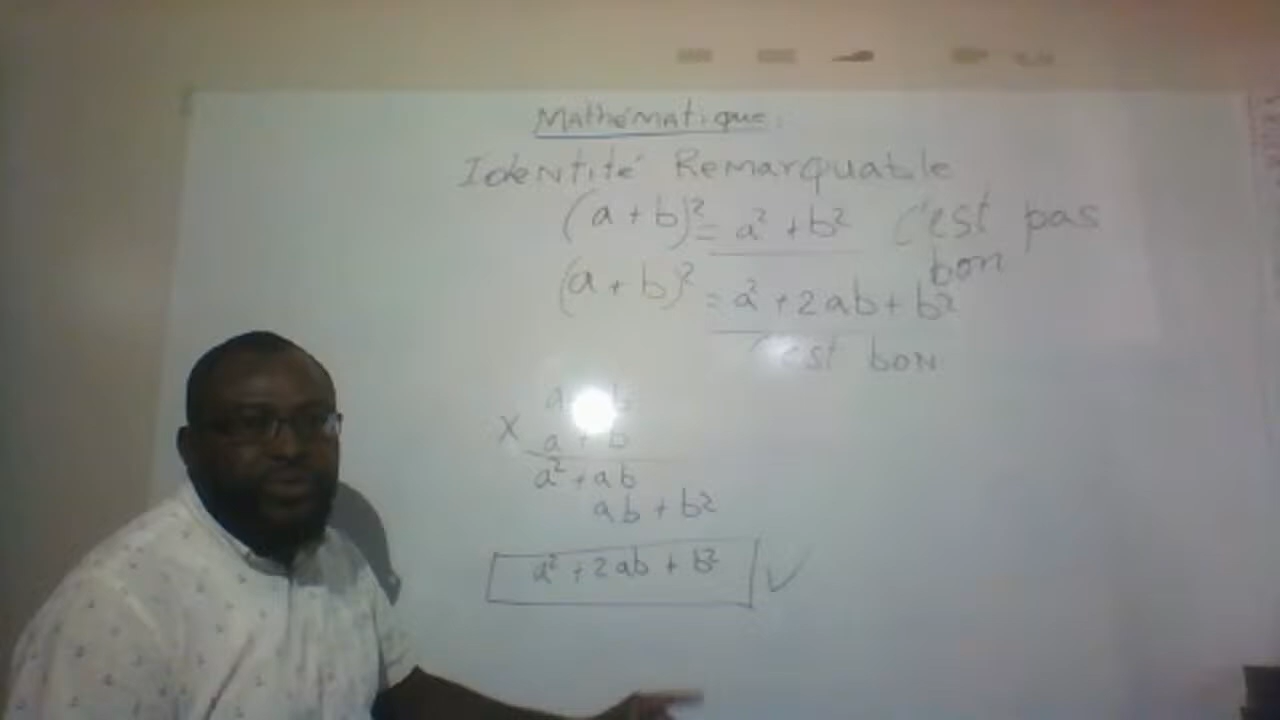 Mathématique:
Identité Remarquable
(a + b)² = a² + b² C'est pas
bon
(a + b)² = a² + 2ab + b²
C'est bon
a b
X a + b
a² + ab
ab + b²
a² + 2ab + b² ✓